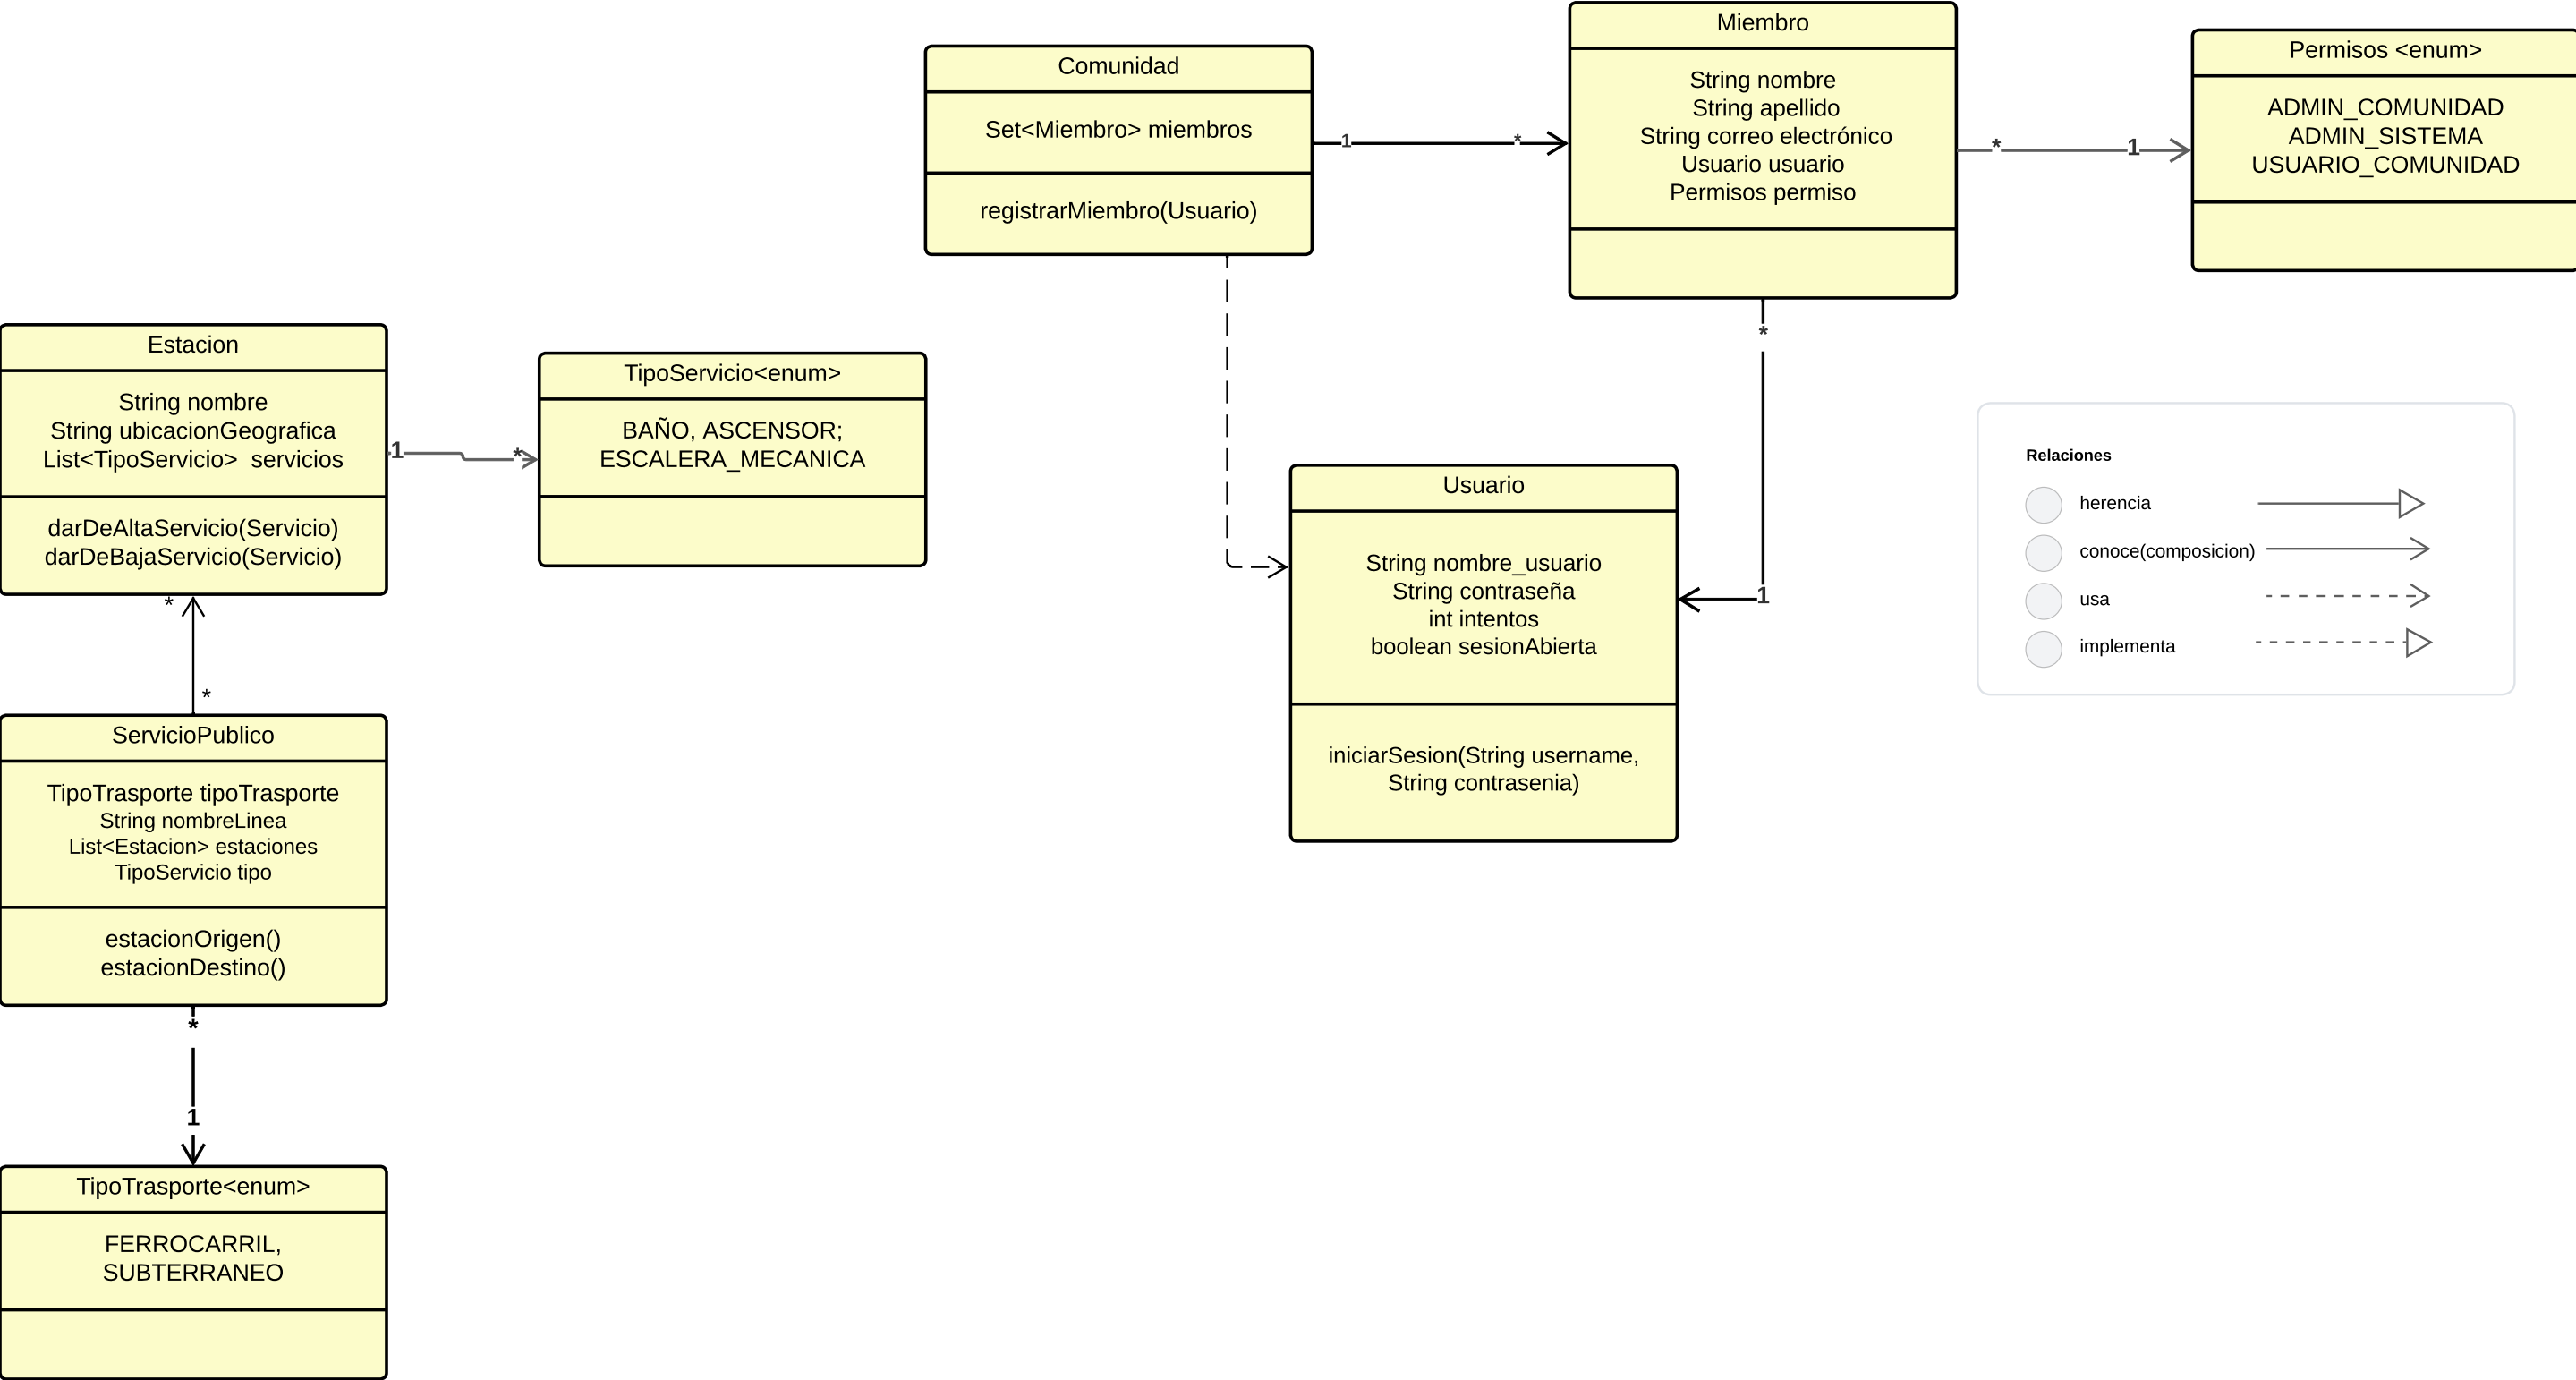 Comunidad
Set<Miembro> miembros
registrarMiembro(Usuario)
1
*
Miembro
String nombre
String apellido
String correo electrónico
Usuario usuario
Permisos permiso
*
1
Permisos <enum>
ADMIN_COMUNIDAD
ADMIN_SISTEMA
USUARIO_COMUNIDAD
*
1
Estacion
String nombre
String ubicacionGeografica
List<TipoServicio>  servicios
darDeAltaServicio(Servicio)
darDeBajaServicio(Servicio)
1
*
TipoServicio<enum>
BAÑO, ASCENSOR;
ESCALERA_MECANICA
Usuario
String nombre_usuario
String contraseña
int intentos
boolean sesionAbierta
iniciarSesion(String username,
String contrasenia)
Relaciones
herencia
conoce(composicion)
usa
implementa
*
*
ServicioPublico
TipoTrasporte tipoTrasporte
String nombreLinea
List<Estacion> estaciones
TipoServicio tipo
estacionOrigen()
estacionDestino()
*
1
TipoTrasporte<enum>
FERROCARRIL,
SUBTERRANEO